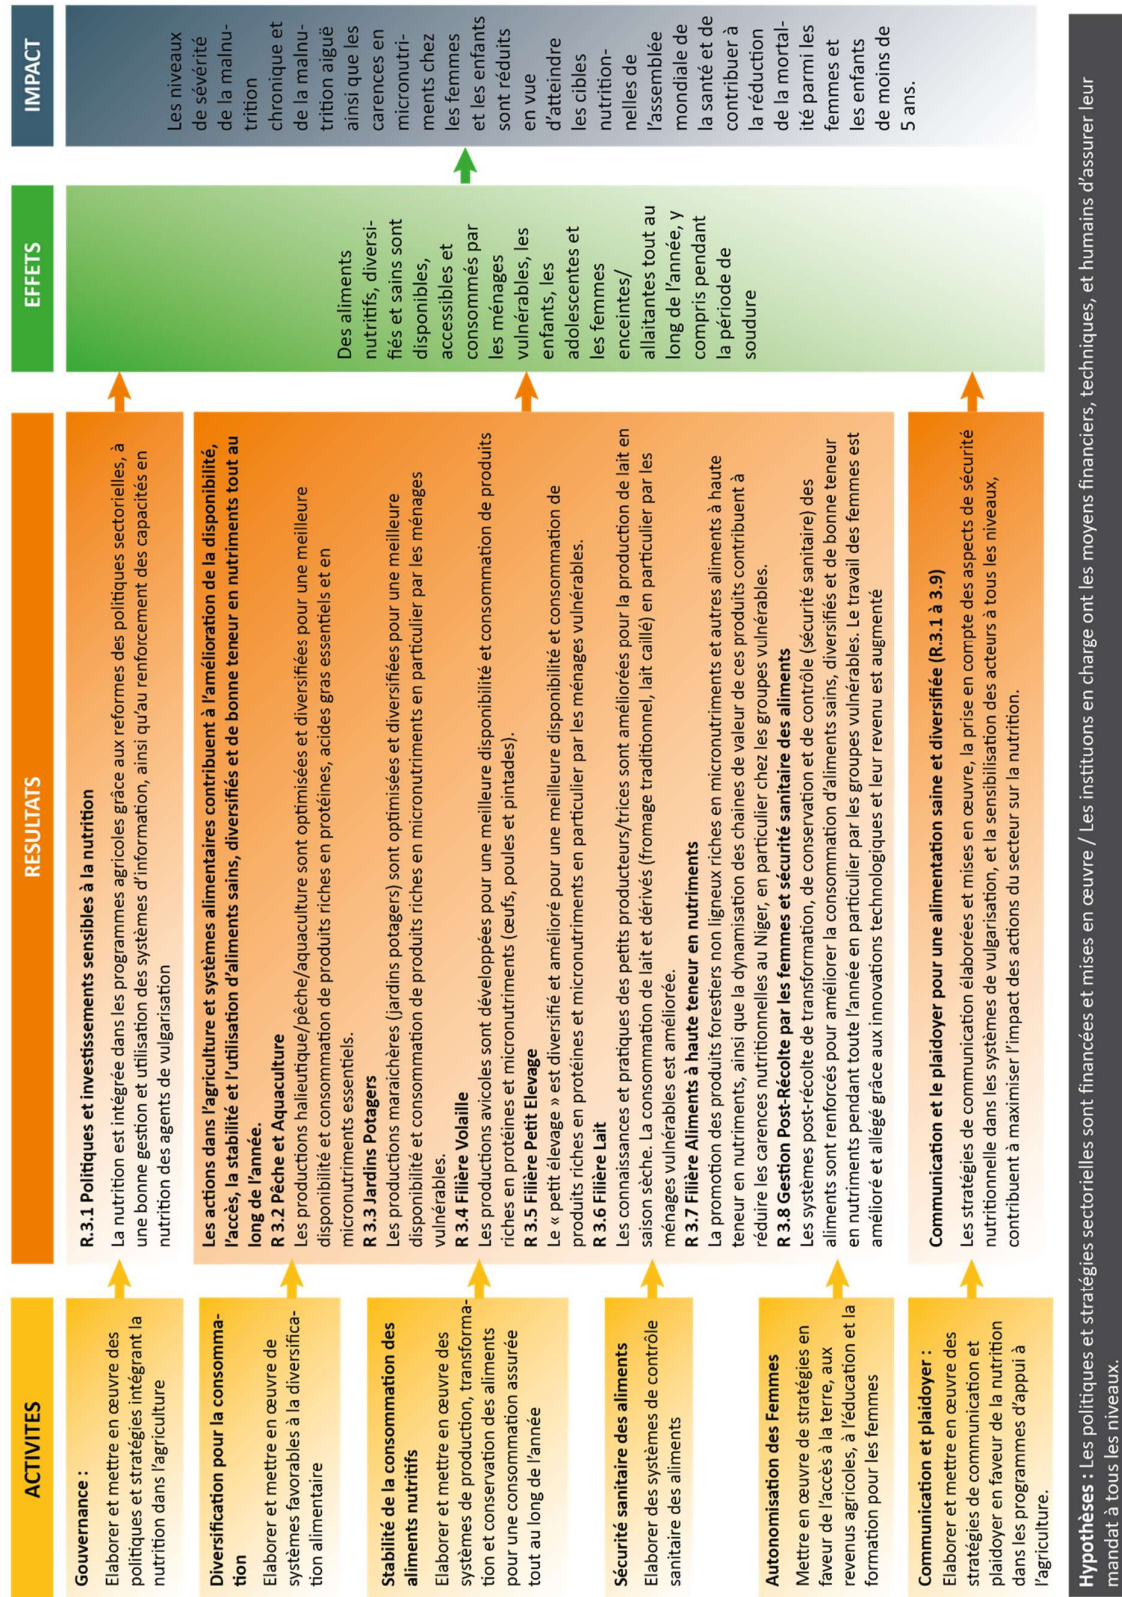 ACTIVITES
Gouvernance :
Elaborer et mettre en œuvre des
politiques et stratégies intégrant la
nutrition dans l'agriculture
Diversification pour la consomma-
tion
Elaborer et mettre en œuvre de
systèmes favorables à la diversifica-
tion alimentaire
Stabilité de la consommation des
aliments nutritifs
Elaborer et mettre en œuvre des
systèmes de production, transforma-
tion et conservation des aliments
pour une consommation assurée
tout au long de l'année
Sécurité sanitaire des aliments
Elaborer des systèmes de contrôle
sanitaire des aliments
Autonomisation des Femmes
Mettre en œuvre de stratégies en
faveur de l'accès à la terre, aux
revenus agricoles, à l'éducation et la
formation pour les femmes
Communication et plaidoyer :
Elaborer et mettre en œuvre des
stratégies de communication et
plaidoyer en faveur de la nutrition
dans les programmes d'appui à
l'agriculture.
RESULTATS
R.3.1 Politiques et investissements sensibles à la nutrition
La nutrition est intégrée dans les programmes agricoles grâce aux reformes des politiques sectorielles, à
une bonne gestion et utilisation des systèmes d'information, ainsi qu'au renforcement des capacités en
nutrition des agents de vulgarisation
Les actions dans l'agriculture et systèmes alimentaires contribuent à l'amélioration de la disponibilité,
l'accès, la stabilité et l'utilisation d'aliments sains, diversifiés et de bonne teneur en nutriments tout au
long de l'année.
R 3.2 Pêche et Aquaculture
Les productions halieutique/pêche/aquaculture sont optimisées et diversifiées pour une meilleure
disponibilité et consommation de produits riches en protéines, acides gras essentiels et en
micronutriments essentiels.
R 3.3 Jardins Potagers
Les productions maraichères (jardins potagers) sont optimisées et diversifiées pour une meilleure
disponibilité et consommation de produits riches en micronutriments en particulier par les ménages
vulnérables.
R 3.4 Filière Volaille
Les productions avicoles sont développées pour une meilleure disponibilité et consommation de produits
riches en protéines et micronutriments (œufs, poules et pintades).
R 3.5 Filière Petit Elevage
Le « petit élevage » est diversifié et amélioré pour une meilleure disponibilité et consommation de
produits riches en protéines et micronutriments en particulier par les ménages vulnérables.
R 3.6 Filière Lait
Les connaissances et pratiques des petits producteurs/trices sont améliorées pour la production de lait en
saison sèche. La consommation de lait et dérivés (fromage traditionnel, lait caillé) en particulier par les
ménages vulnérables est améliorée.
R 3.7 Filière Aliments à haute teneur en nutriments
La promotion des produits forestiers non ligneux riches en micronutriments et autres aliments à haute
teneur en nutriments, ainsi que la dynamisation des chaines de valeur de ces produits contribuent à
réduire les carences nutritionnelles au Niger, en particulier chez les groupes vulnérables.
R 3.8 Gestion Post-Récolte par les femmes et sécurité sanitaire des aliments
Les systèmes post-récolte de transformation, de conservation et de contrôle (sécurité sanitaire) des
aliments sont renforcés pour améliorer la consommation d'aliments sains, diversifiés et de bonne teneur
en nutriments pendant toute l'année en particulier par les groupes vulnérables. Le travail des femmes est
amélioré et allégé grâce aux innovations technologiques et leur revenu est augmenté
Communication et le plaidoyer pour une alimentation saine et diversifiée (R.3.1 à 3.9)
Les stratégies de communication élaborées et mises en œuvre, la prise en compte des aspects de sécurité
nutritionnelle dans les systèmes de vulgarisation, et la sensibilisation des acteurs à tous les niveaux,
contribuent à maximiser l'impact des actions du secteur sur la nutrition.
EFFETS
Des aliments
nutritifs, diversi-
fiés et sains sont
disponibles,
accessibles et
consommés par
les ménages
vulnérables, les
enfants, les
adolescentes et
les femmes
enceintes/
allaitantes tout au
long de l'année, y
compris pendant
la période de
soudure
IMPACT
Les niveaux
de sévérité
de la malnu-
trition
chronique et
de la malnu-
trition aiguë
ainsi que les
carences en
micronutri-
ments chez
les femmes
et les enfants
sont réduits
en vue
d'atteindre
les cibles
nutrition-
nelles de
l'assemblée
mondiale de
la santé et de
contribuer à
la réduction
de la mortal-
ité parmi les
femmes et
les enfants
de moins de
5 ans.
Hypothèses : Les politiques et stratégies sectorielles sont financées et mises en œuvre / Les instituons en charge ont les moyens financiers, techniques, et humains d'assurer leur
mandat à tous les niveaux.